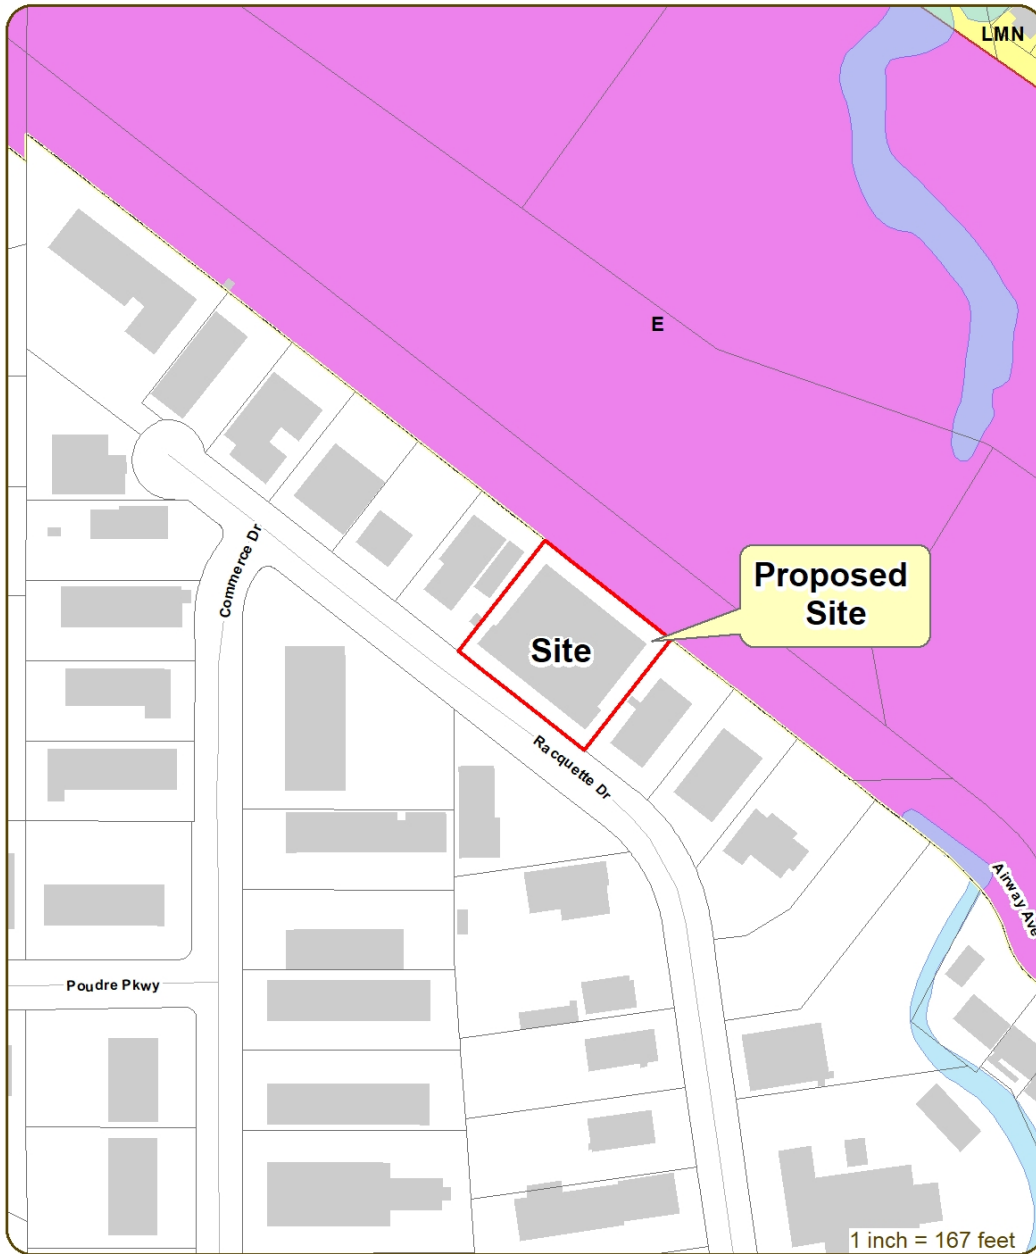 LMN
E
Commerce Dr
Proposed
Site
Site
Racquette Dr
Airway Ave
Poudre Pkwy
1 inch = 167 feet